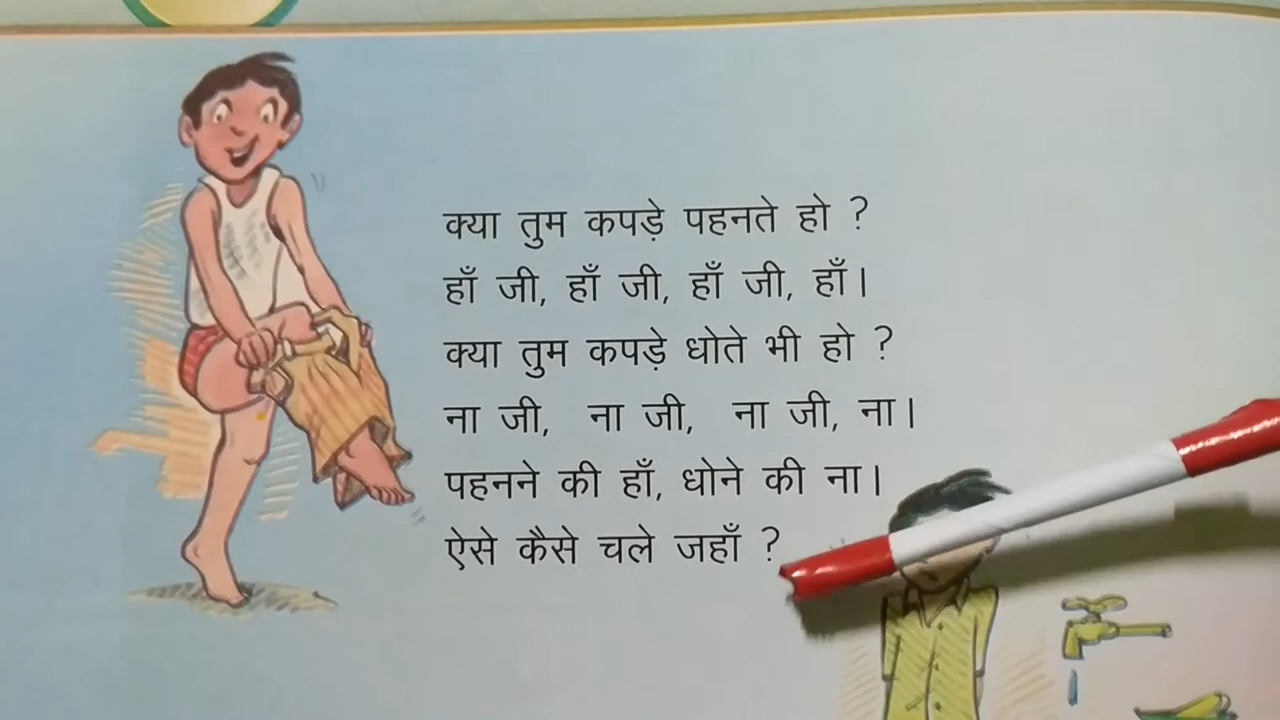 क्या तुम कपड़े पहनते हो ?
हाँ जी, हाँ जी, हाँ जी, हाँ।
क्या तुम कपड़े धोते भी हो ?
ना जी, ना जी, ना जी, ना।
पहनने की हाँ, धोने की ना।
ऐसे कैसे चले जहाँ ?